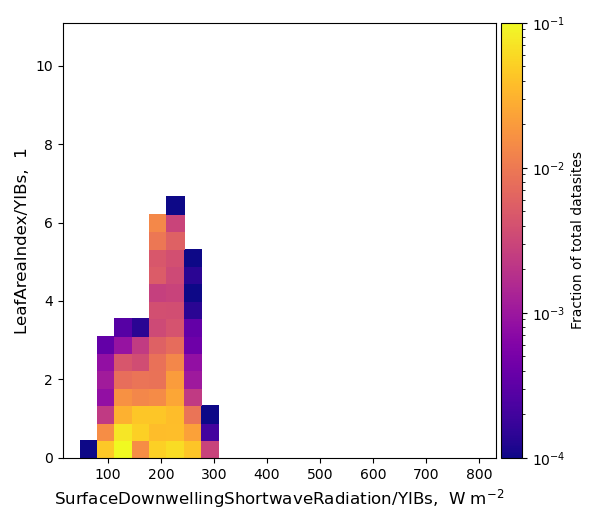 LeafAreaIndex/YIBs,  1
10
8
6
4
2
0
100 200 300 400 500 600 700 800
SurfaceDownwellingShortwaveRadiation/YIBs,  W m⁻²
10⁻¹
10⁻²
10⁻³
10⁻⁴
Fraction of total datasites